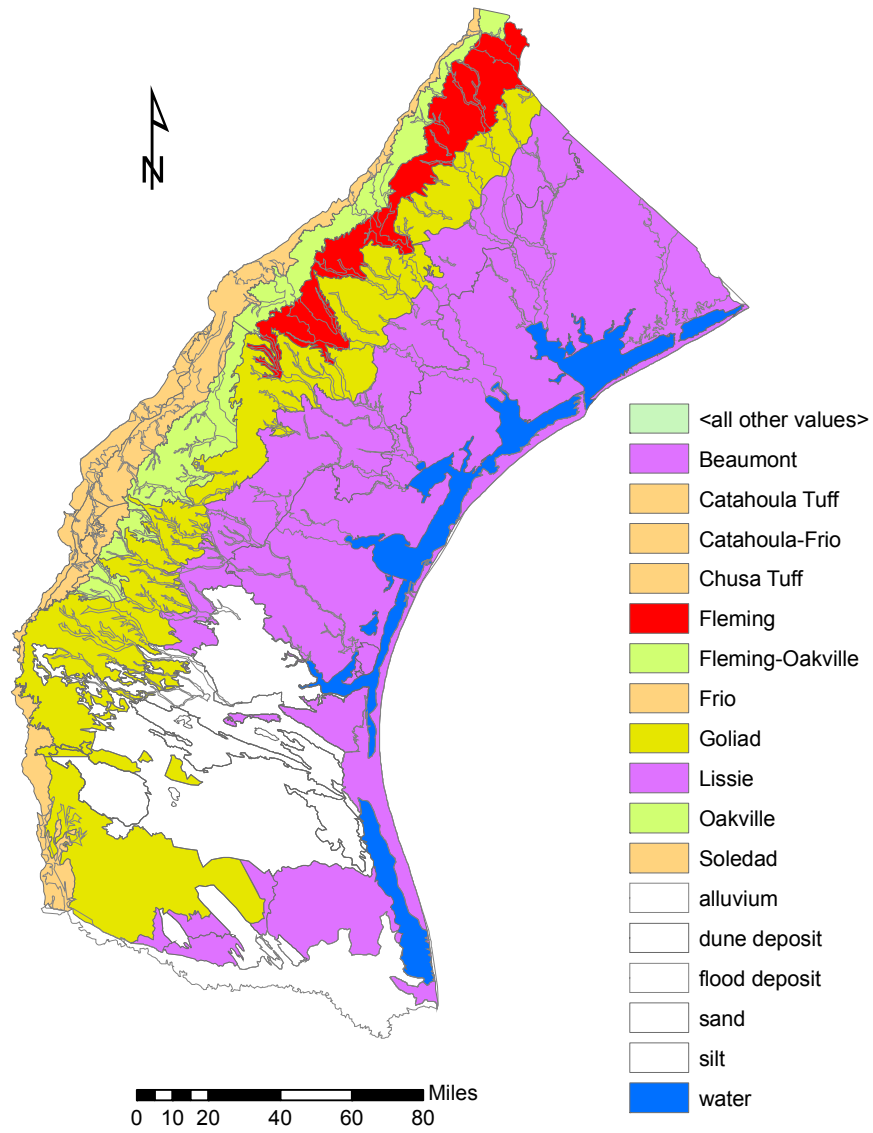 N
<all other values>
Beaumont
Catahoula Tuff
Catahoula-Frio
Chusa Tuff
Fleming
Fleming-Oakville
Frio
Goliad
Lissie
Oakville
Soledad
alluvium
dune deposit
flood deposit
sand
silt
water
Miles
0 10 20 40 60 80